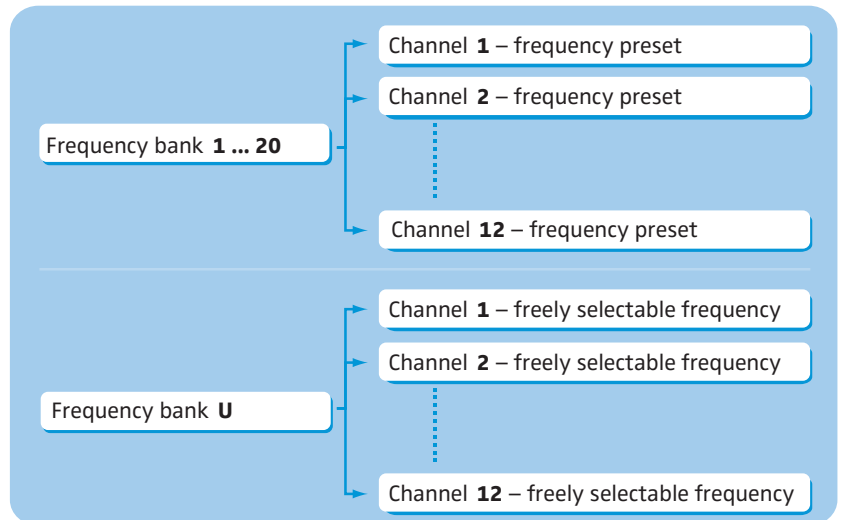 Channel 1 – frequency preset
Channel 2 – frequency preset
Frequency bank 1 ... 20
Channel 12 – frequency preset
Channel 1 – freely selectable frequency
Channel 2 – freely selectable frequency
Frequency bank U
Channel 12 – freely selectable frequency